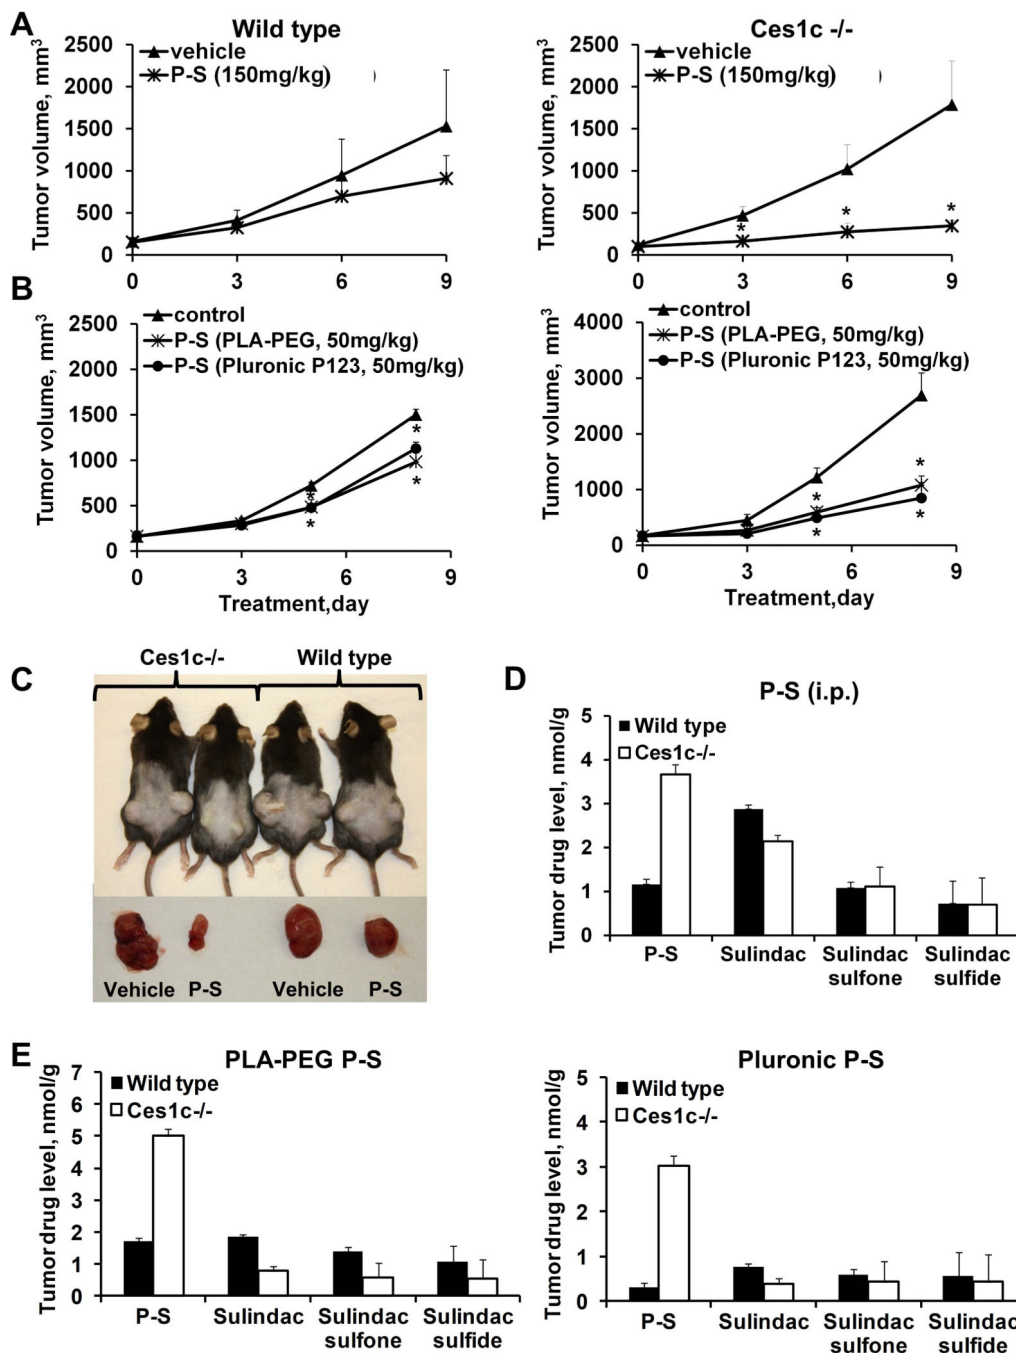 A
Wild type
Tumor volume, mm3
2500
2000
1500
1000
500
0
vehicle
P-S (150mg/kg) )
0 3 6 9
Ces1c -/-
Tumor volume, mm3
2500
2000
1500
1000
500
0
vehicle
P-S (150mg/kg) )
* * *
0 3 6 9
B
Tumor volume, mm3
2500
2000
1500
1000
500
0
control
P-S (PLA-PEG, 50mg/kg)
P-S (Pluronic P123, 50mg/kg)
* *
* *
0 3 6 9
Treatment,day
Tumor volume, mm3
4000
3000
2000
1000
0
control
P-S (PLA-PEG, 50mg/kg)
P-S (Pluronic P123, 50mg/kg)
* *
* *
0 3 6 9
Treatment,day
C
Ces1c-/- Wild type
Vehicle P-S Vehicle P-S
D
P-S (i.p.)
Tumor drug level, nmol/g
5
4
3
2
1
0
Wild type
Ces1c-/-
P-S Sulindac Sulindac sulfone Sulindac sulfide
E
PLA-PEG P-S
Tumor drug level, nmol/g
7
6
5
4
3
2
1
0
Wild type
Ces1c-/-
P-S Sulindac Sulindac sulfone Sulindac sulfide
Pluronic P-S
Tumor drug level, nmol/g
5
4
3
2
1
0
Wild type
Ces1c-/-
P-S Sulindac Sulindac sulfone Sulindac sulfide